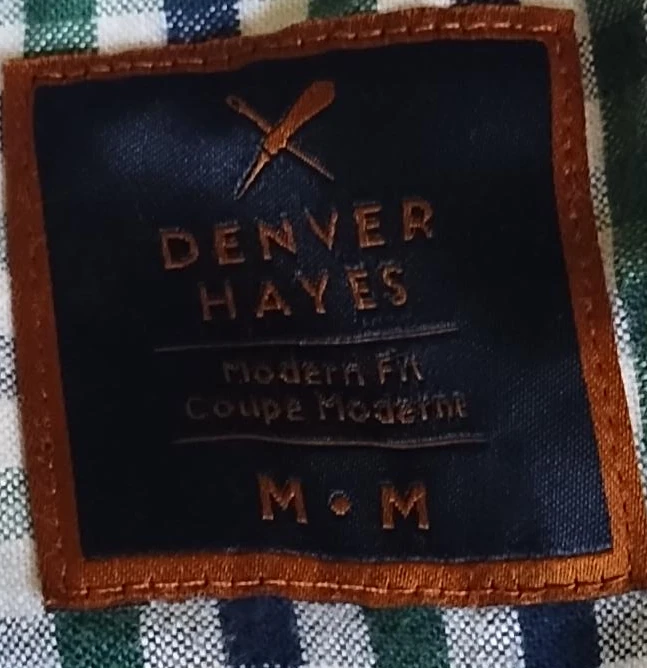 DENVER
HAYES
Modern Fit
Coupe Moderne
M • M